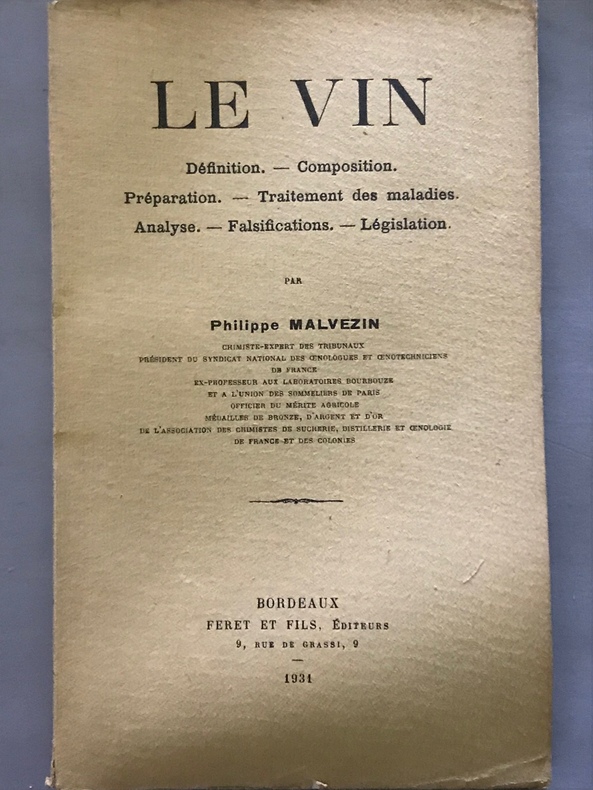 LE VIN
Définition. — Composition.
Préparation. — Traitement des maladies.
Analyse. — Falsifications. — Législation.
PAR
Philippe MALVEZIN
CHIMISTE-EXPERT DES TRIBUNAUX
PRÉSIDENT DU SYNDICAT NATIONAL DES ŒNOLOGUES ET ŒNOTECHNICIENS
DE FRANCE
EX-PROFESSEUR AUX LABORATOIRES BOURBOUZE
ET A L'UNION DES SOMMELIERS DE PARIS
OFFICIER DU MÉRITE AGRICOLE
MÉDAILLES DE BRONZE, D'ARGENT ET D'OR
DE L'ASSOCIATION DES CHIMISTES DE SUCRERIE, DISTILLERIE ET ŒNOLOGIE
DE FRANCE ET DES COLONIES
BORDEAUX
FERET ET FILS, ÉDITEURS
9, RUE DE GRASSI, 9
1931